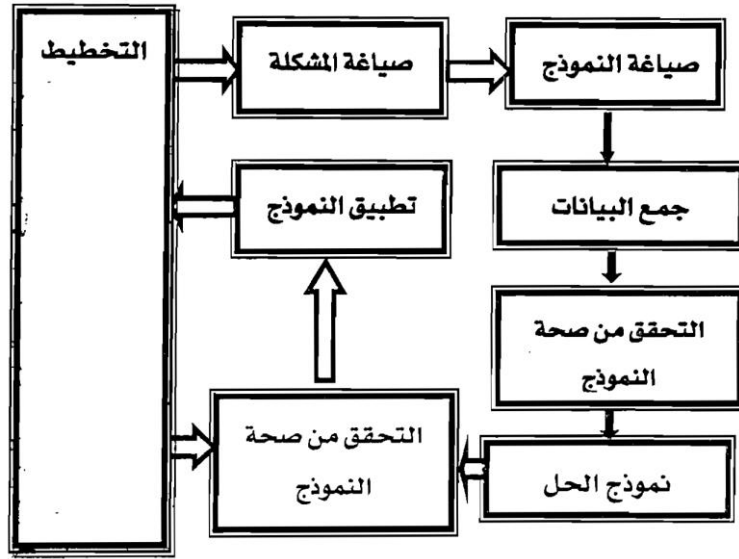 التخطيط
صياغة المشكلة
صياغة النموذج
جمع البيانات
تطبيق النموذج
التحقق من صحة
النموذج
نموذج الحل
التحقق من صحة
النموذج